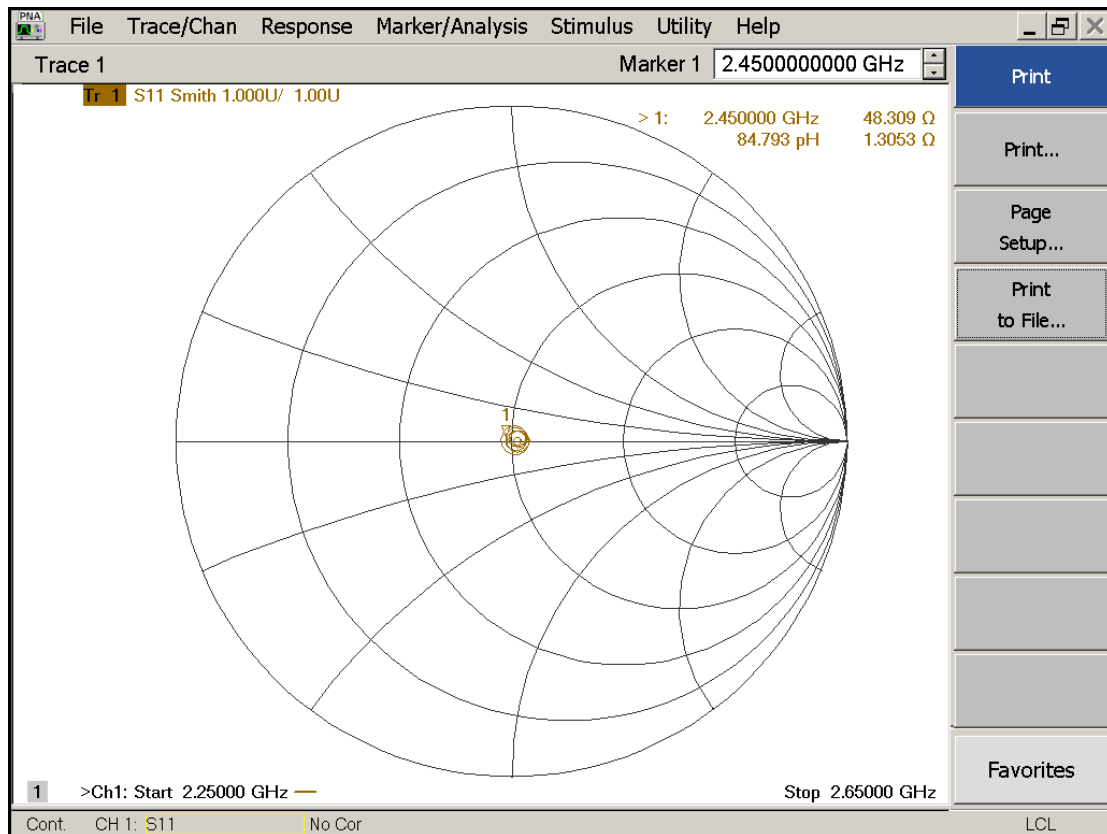 PNA File Trace/Chan Response Marker/Analysis Stimulus Utility Help
Trace 1 Marker 1 2.4500000000 GHz
Tr 1 S11 Smith 1.000U/ 1.00U
> 1: 2.450000 GHz 48.309 Ω
84.793 pH 1.3053 Ω
1
1 >Ch1: Start 2.25000 GHz Stop 2.65000 GHz
Cont. CH 1: S11 No Cor LCL
Print
Print...
Page
Setup...
Print
to File...
Favorites